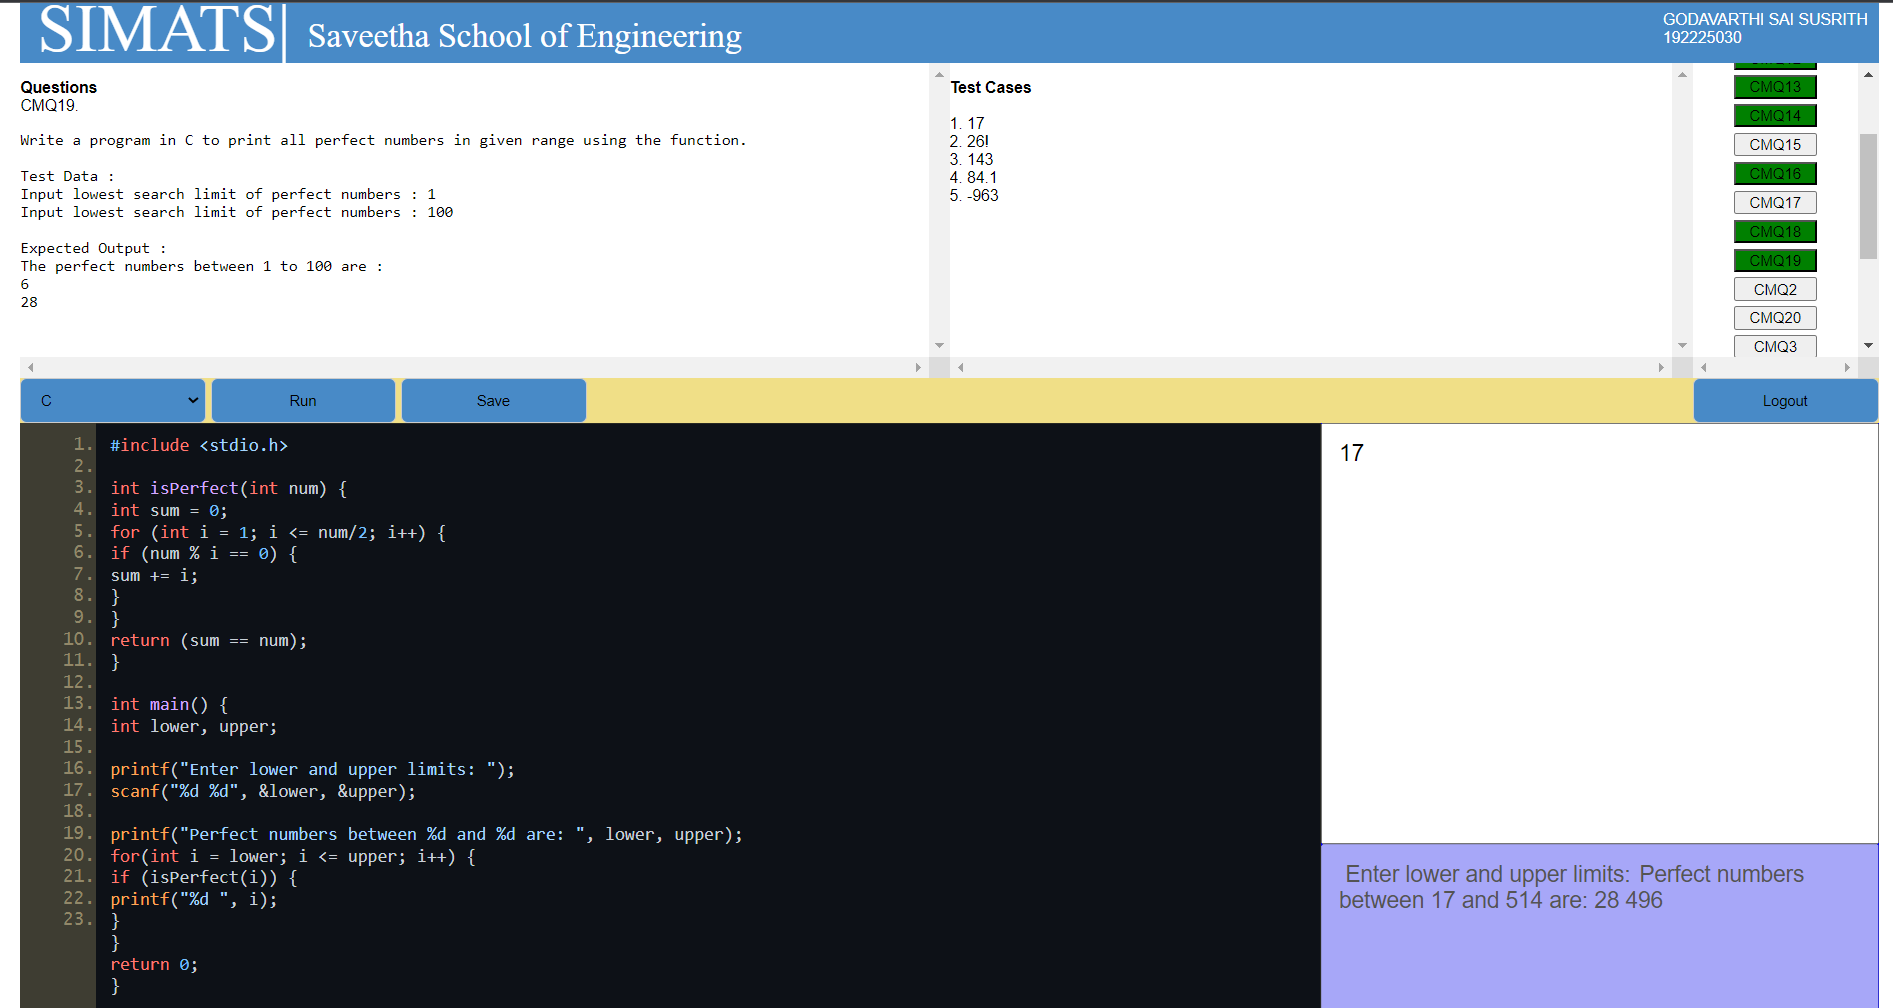 SIMATS
Saveetha School of Engineering
GODAVARTHI SAI SUSRITH
192225030
Questions
CMQ19.
Write a program in C to print all perfect numbers in given range using the function.
Test Data :
Input lowest search limit of perfect numbers : 1
Input lowest search limit of perfect numbers : 100
Expected Output :
The perfect numbers between 1 to 100 are :
6
28
Test Cases
1. 17
2. 26!
3. 143
4. 84.1
5. -963
CMQ13
CMQ14
CMQ15
CMQ16
CMQ17
CMQ18
CMQ19
CMQ2
CMQ20
CMQ3
C
Run
Save
Logout
1. #include <stdio.h>
2.
3. int isPerfect(int num) {
4. int sum = 0;
5. for (int i = 1; i <= num/2; i++) {
6. if (num % i == 0) {
7. sum += i;
8. }
9. }
10. return (sum == num);
11. }
12.
13. int main() {
14. int lower, upper;
15.
16. printf("Enter lower and upper limits: ");
17. scanf("%d %d", &lower, &upper);
18.
19. printf("Perfect numbers between %d and %d are: ", lower, upper);
20. for(int i = lower; i <= upper; i++) {
21. if (isPerfect(i)) {
22. printf("%d ", i);
23. }
}
return 0;
}
17
Enter lower and upper limits: Perfect numbers
between 17 and 514 are: 28 496